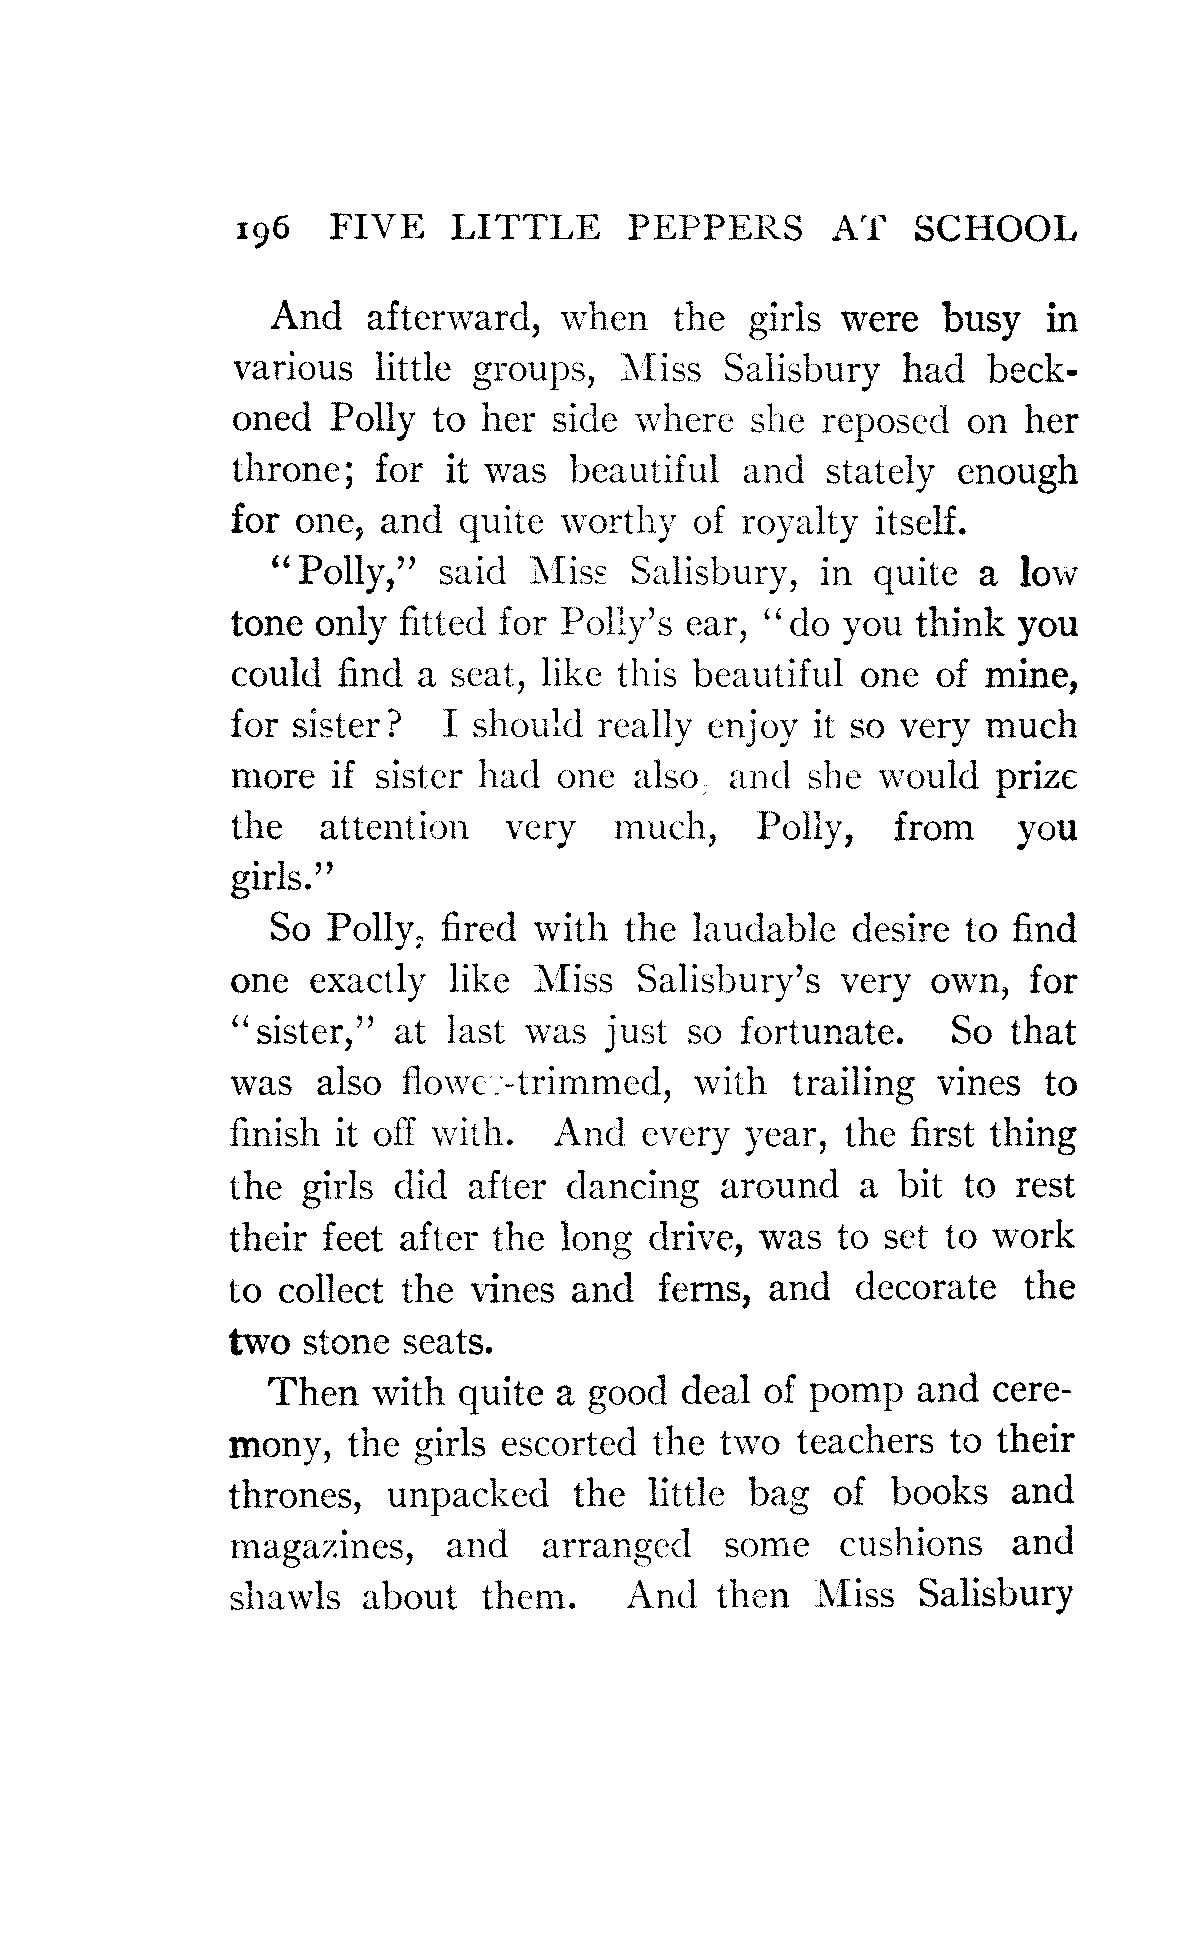 196 FIVE LITTLE PEPPERS AT SCHOOL
And afterward, when the girls were busy in
various little groups, Miss Salisbury had beck-
oned Polly to her side where she reposed on her
throne; for it was beautiful and stately enough
for one, and quite worthy of royalty itself.
"Polly," said Miss Salisbury, in quite a low
tone only fitted for Polly's ear, "do you think you
could find a seat, like this beautiful one of mine,
for sister? I should really enjoy it so very much
more if sister had one also, and she would prize
the attention very much, Polly, from you
girls."
So Polly, fired with the laudable desire to find
one exactly like Miss Salisbury's very own, for
"sister," at last was just so fortunate. So that
was also flower-trimmed, with trailing vines to
finish it off with. And every year, the first thing
the girls did after dancing around a bit to rest
their feet after the long drive, was to set to work
to collect the vines and ferns, and decorate the
two stone seats.
Then with quite a good deal of pomp and cere-
mony, the girls escorted the two teachers to their
thrones, unpacked the little bag of books and
magazines, and arranged some cushions and
shawls about them. And then Miss Salisbury